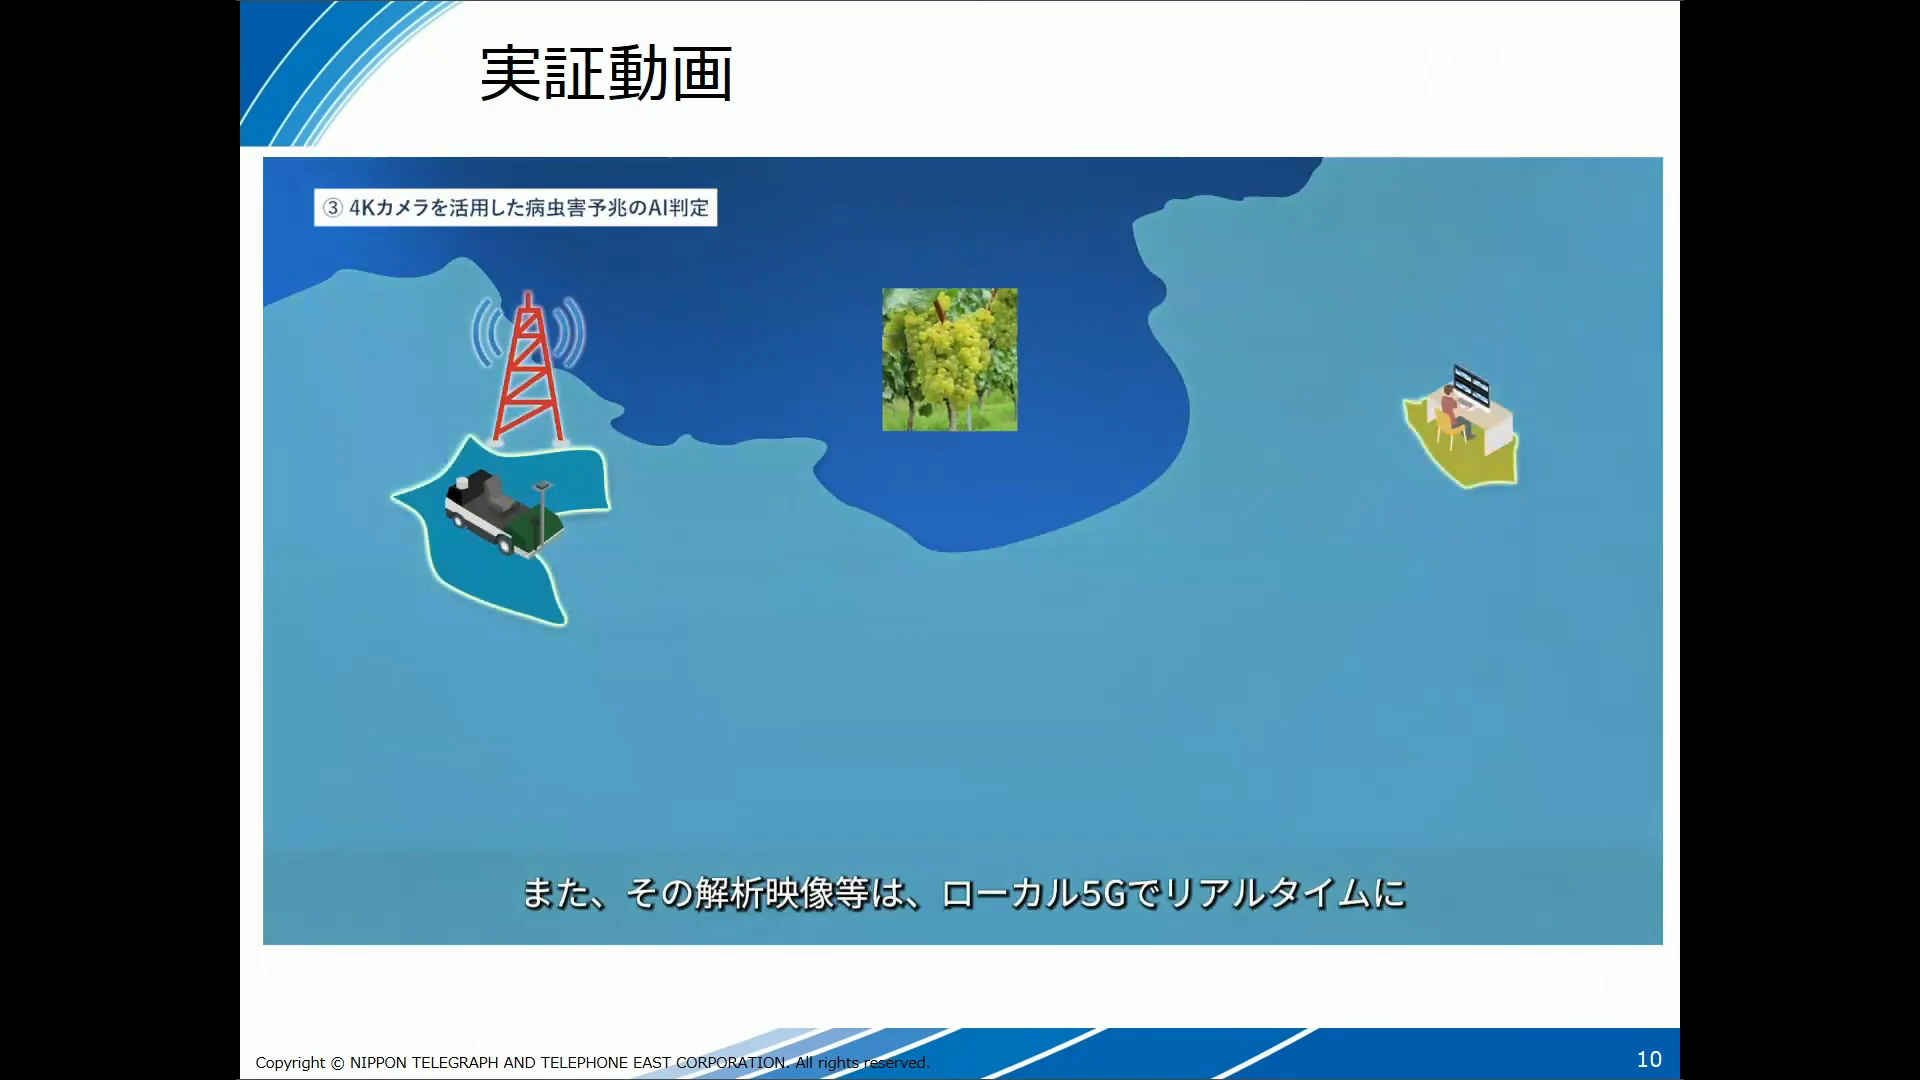 実証動画
③ 4Kカメラを活用した病虫害予兆のAI判定
また、その解析映像等は、ローカル5Gでリアルタイムに
Copyright © NIPPON TELEGRAPH AND TELEPHONE EAST CORPORATION. All rights reserved.
10